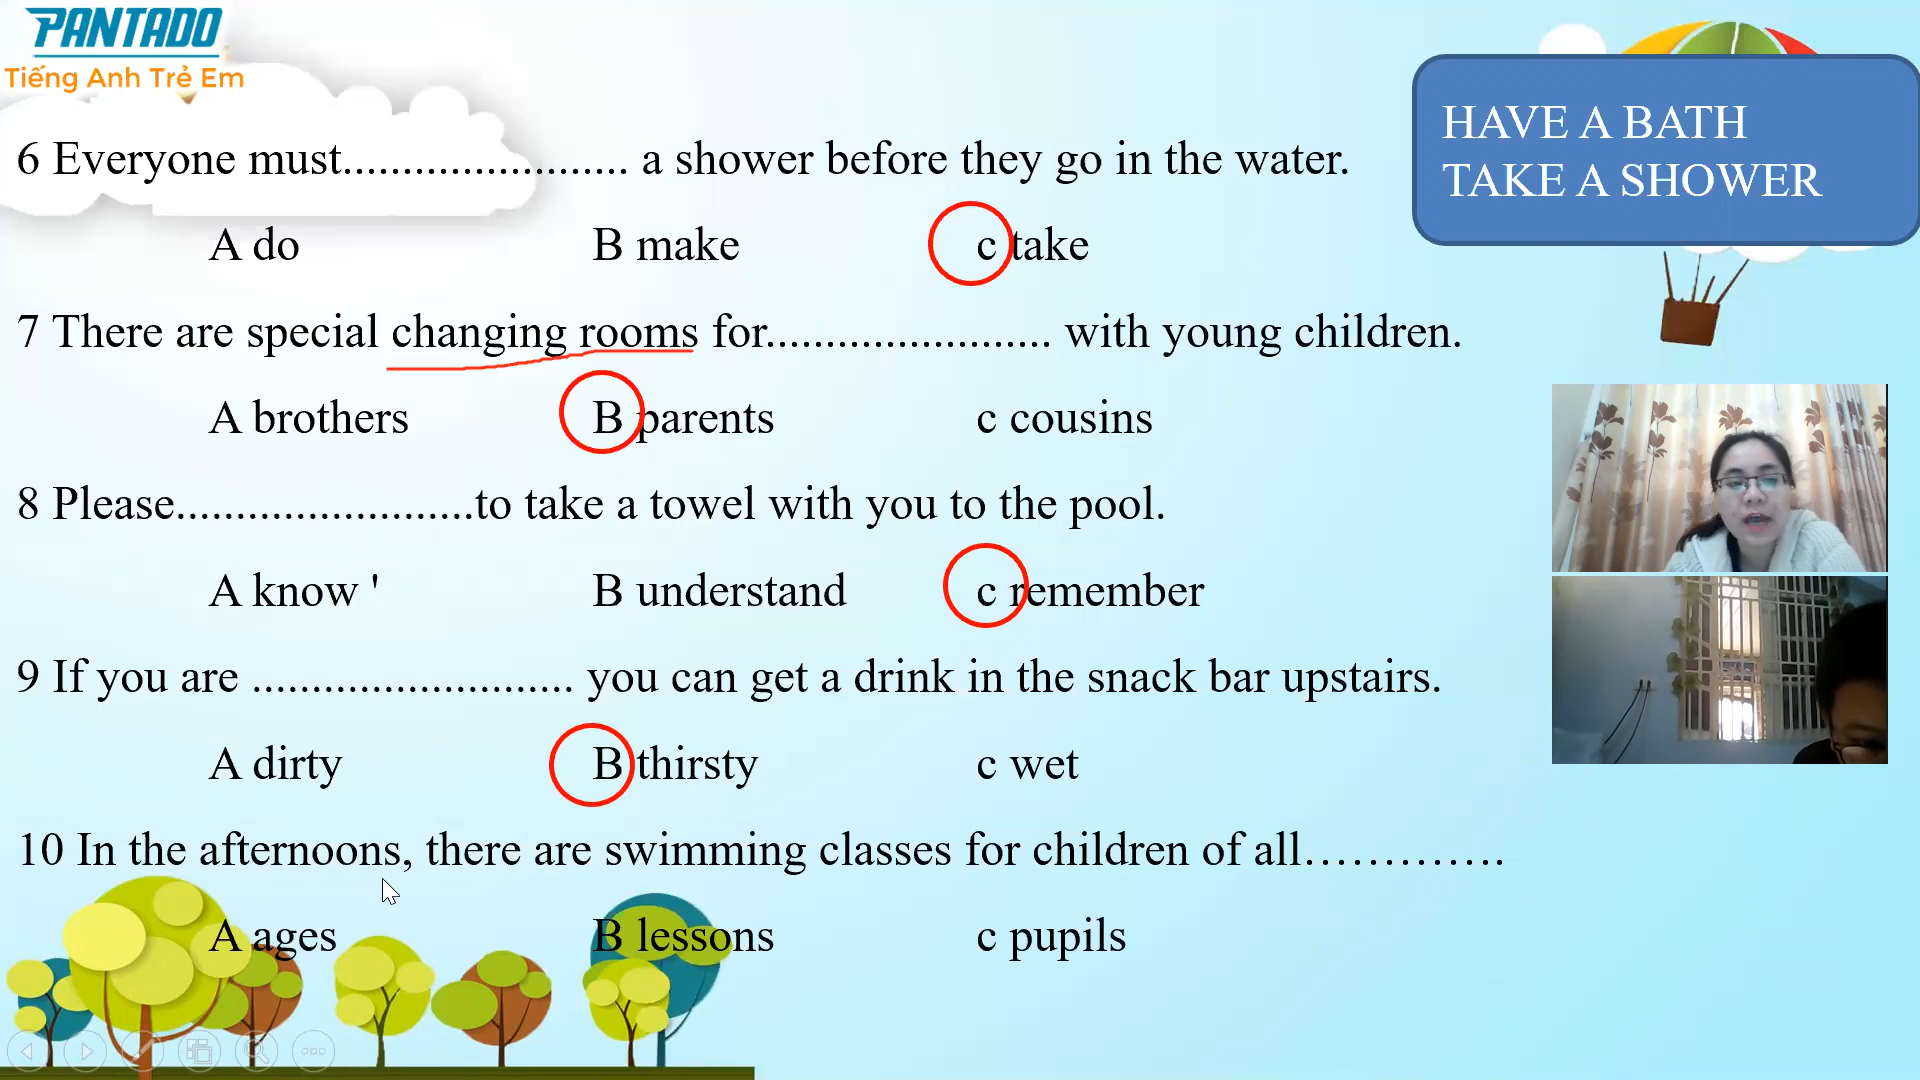 PANTADO
Tiếng Anh Trẻ Em
HAVE A BATH
TAKE A SHOWER
6 Everyone must........................ a shower before they go in the water.
A do B make c take
7 There are special changing rooms for........................ with young children.
A brothers B parents c cousins
8 Please.........................to take a towel with you to the pool.
A know ' B understand c remember
9 If you are ........................... you can get a drink in the snack bar upstairs.
A dirty B thirsty c wet
10 In the afternoons, there are swimming classes for children of all………….
A ages B lessons c pupils